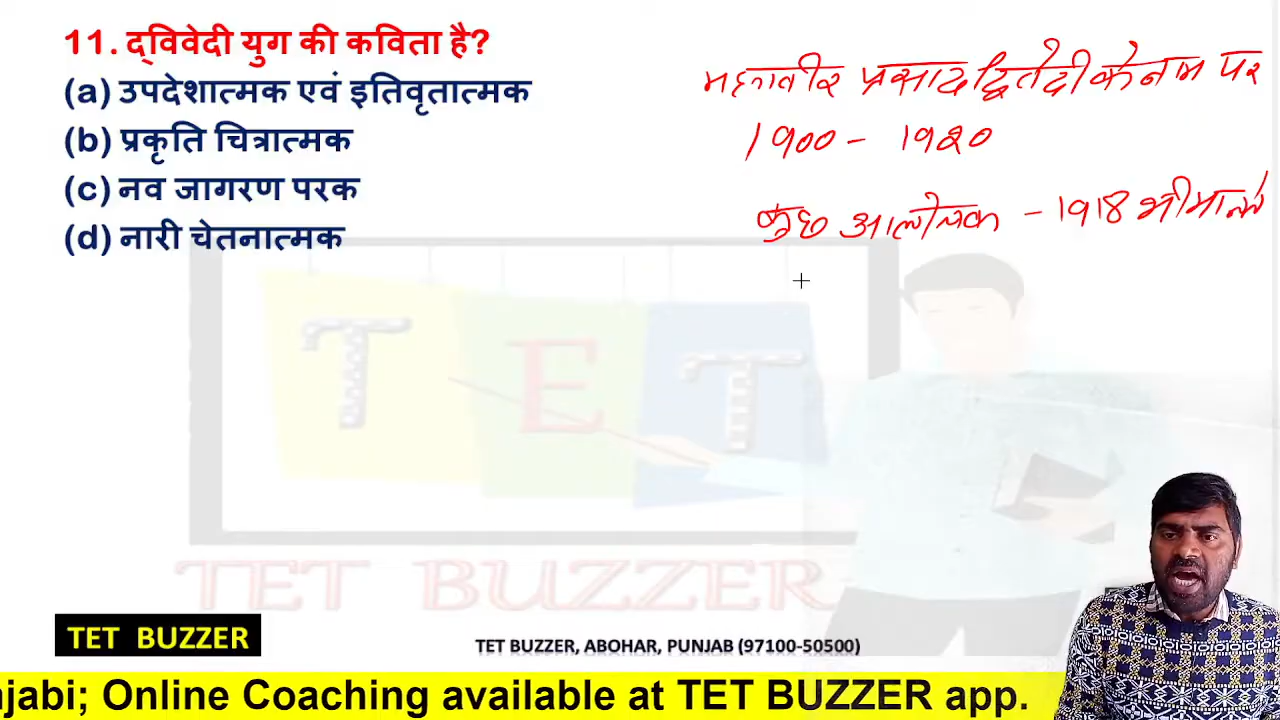 11. द्विवेदी युग की कविता है?
(a) उपदेशात्मक एवं इतिवृतात्मक
(b) प्रकृति चित्रात्मक
(c) नव जागरण परक
(d) नारी चेतनात्मक
महावीर प्रसाद द्विवेदी के नाम पर
1900 - 1920
कुछ आलोचक - 1918 भी मानते
T E T
TET BUZZER
TET BUZZER
TET BUZZER, ABOHAR, PUNJAB (97100-50500)
njabi; Online Coaching available at TET BUZZER app.